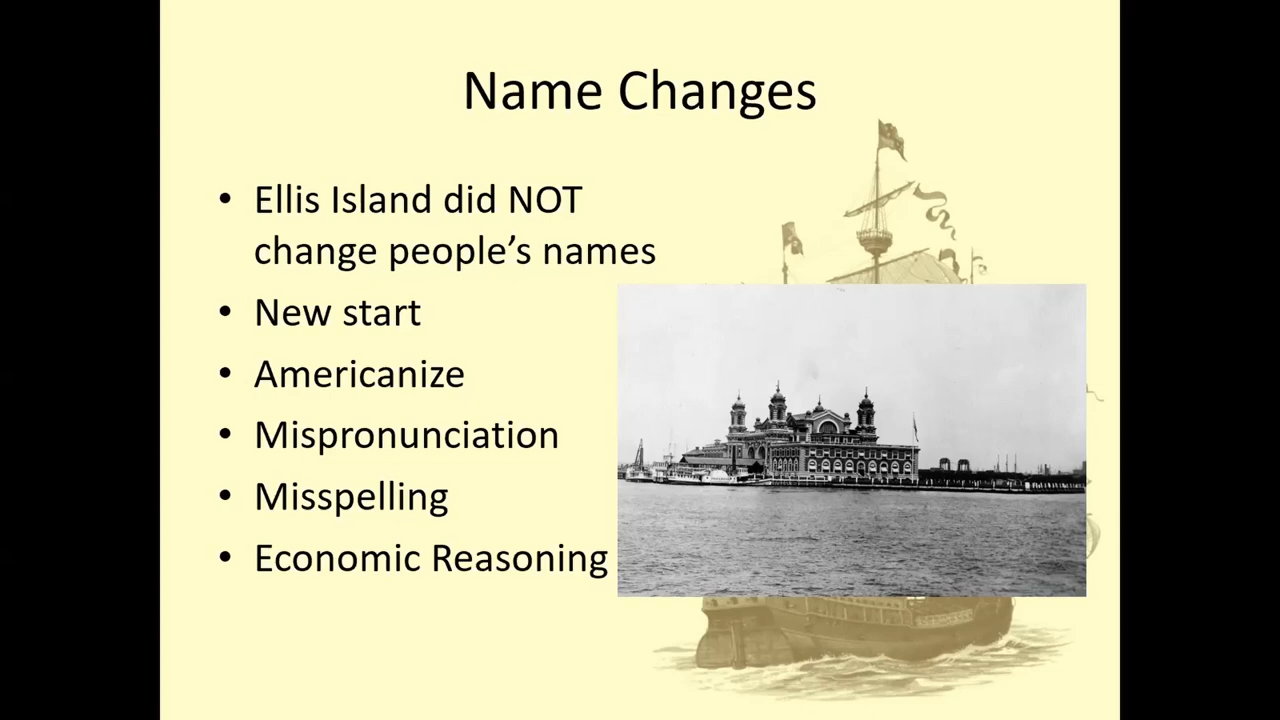 Name Changes
• Ellis Island did NOT
change people’s names
• New start
• Americanize
• Mispronunciation
• Misspelling
• Economic Reasoning